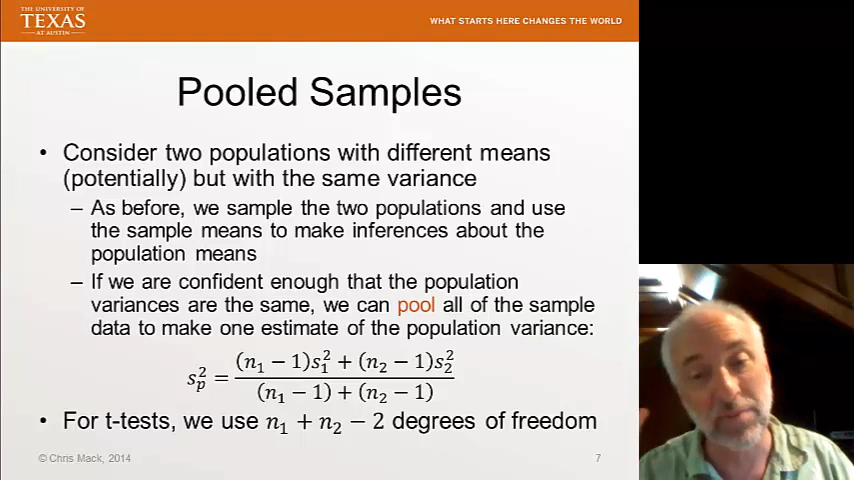 THE UNIVERSITY OF
TEXAS
AT AUSTIN
WHAT STARTS HERE CHANGES THE WORLD
Pooled Samples
• Consider two populations with different means
(potentially) but with the same variance
– As before, we sample the two populations and use
the sample means to make inferences about the
population means
– If we are confident enough that the population
variances are the same, we can pool all of the sample
data to make one estimate of the population variance:
s_p^2 = \frac{(n_1 - 1)s_1^2 + (n_2 - 1)s_2^2}{(n_1 - 1) + (n_2 - 1)}
• For t-tests, we use n_1 + n_2 − 2 degrees of freedom
© Chris Mack, 2014
7